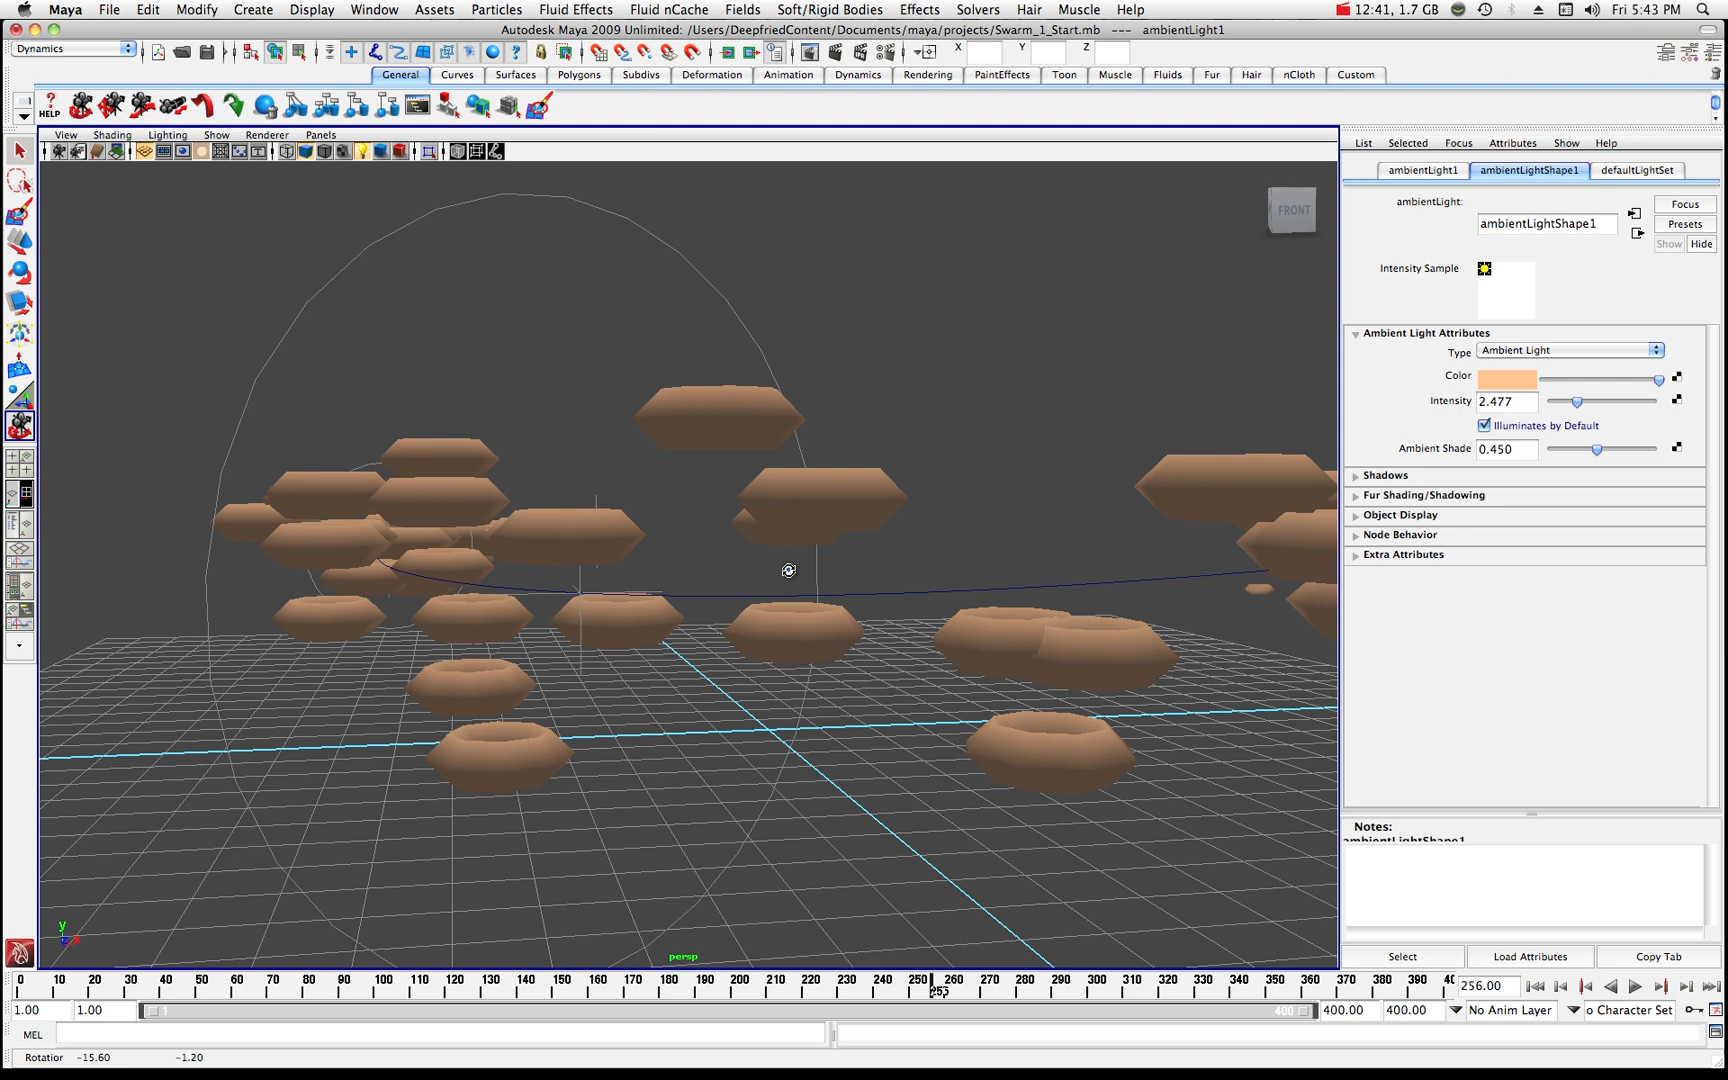 Maya File Edit Modify Create Display Window Assets Particles Fluid Effects Fluid nCache Fields Soft/Rigid Bodies Effects Solvers Hair Muscle Help 12:41, 1.7 GB Fri 5:43 PM
Autodesk Maya 2009 Unlimited: /Users/DeepfriedContent/Documents/maya/projects/Swarm_1_Start.mb --- ambientLight1
Dynamics X Y Z
General Curves Surfaces Polygons Subdivs Deformation Animation Dynamics Rendering PaintEffects Toon Muscle Fluids Fur Hair nCloth Custom
HELP
View Shading Lighting Show Renderer Panels
List Selected Focus Attributes Show Help
ambientLight1 ambientLightShape1 defaultLightSet
ambientLight: ambientLightShape1
Focus
Presets
Show Hide
FRONT
Intensity Sample
Ambient Light Attributes
Type Ambient Light
Color
Intensity 2.477
Illuminates by Default
Ambient Shade 0.450
Shadows
Fur Shading/Shadowing
Object Display
Node Behavior
Extra Attributes
Notes:
ambientLightShape1
y
x
z
persp
Select Load Attributes Copy Tab
0 10 20 30 40 50 60 70 80 90 100 110 120 130 140 150 160 170 180 190 200 210 220 230 240 250 260 270 280 290 300 310 320 330 340 350 360 370 380 390 40
256.00
1.00 1.00 1 400 400.00 400.00 No Anim Layer o Character Set
MEL
Rotation -15.60 -1.20